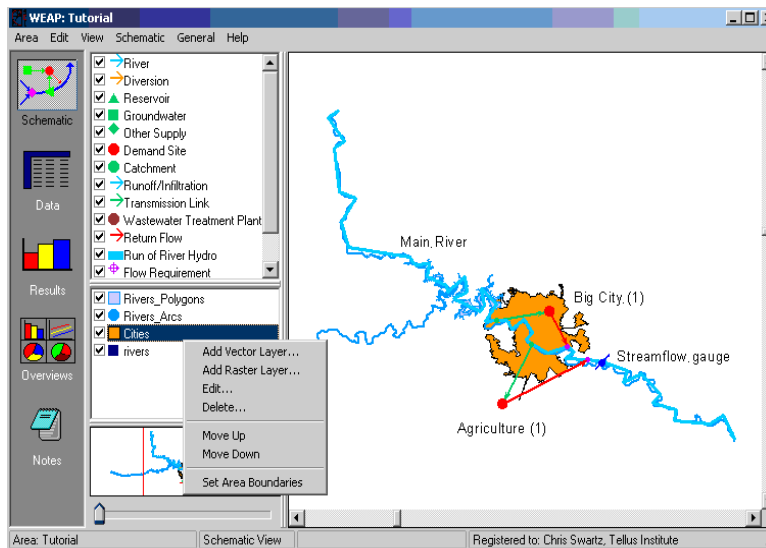 WEAP: Tutorial
Area Edit View Schematic General Help
Schematic
Data
Results
Overviews
Notes
River
Diversion
Reservoir
Groundwater
Other Supply
Demand Site
Catchment
Runoff/Infiltration
Transmission Link
Wastewater Treatment Plant
Return Flow
Run of River Hydro
Flow Requirement
Rivers_Polygons
Rivers_Arcs
Cities
rivers
Add Vector Layer...
Add Raster Layer...
Edit...
Delete...
Move Up
Move Down
Set Area Boundaries
Main River
Big City (1)
Streamflow gauge
Agriculture (1)
Area: Tutorial
Schematic View
Registered to: Chris Swartz, Tellus Institute